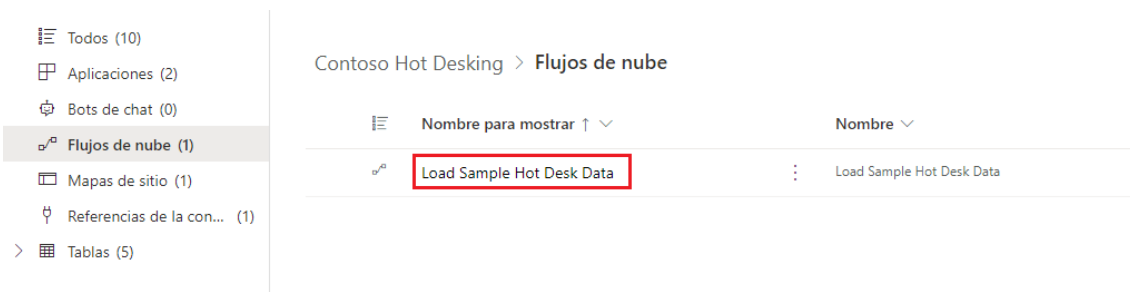 Todos (10)
Aplicaciones (2)
Bots de chat (0)
Flujos de nube (1)
Mapas de sitio (1)
Referencias de la con... (1)
Tablas (5)
Contoso Hot Desking > Flujos de nube
Nombre para mostrar ↑ Nombre
Load Sample Hot Desk Data Load Sample Hot Desk Data